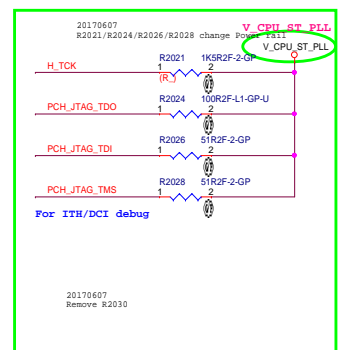 20170607
V_CPU_ST_PLL
R2021/R2024/R2026/R2028 change Power rail
V_CPU_ST_PLL
R2021 1K5R2F-2-GP
H_TCK 1 2
(R_)
R2024 100R2F-L1-GP-U
PCH_JTAG_TDO 1 2
R2026 51R2F-2-GP
PCH_JTAG_TDI 1 2
R2028 51R2F-2-GP
PCH_JTAG_TMS 1 2
For ITH/DCI debug
20170607
Remove R2030